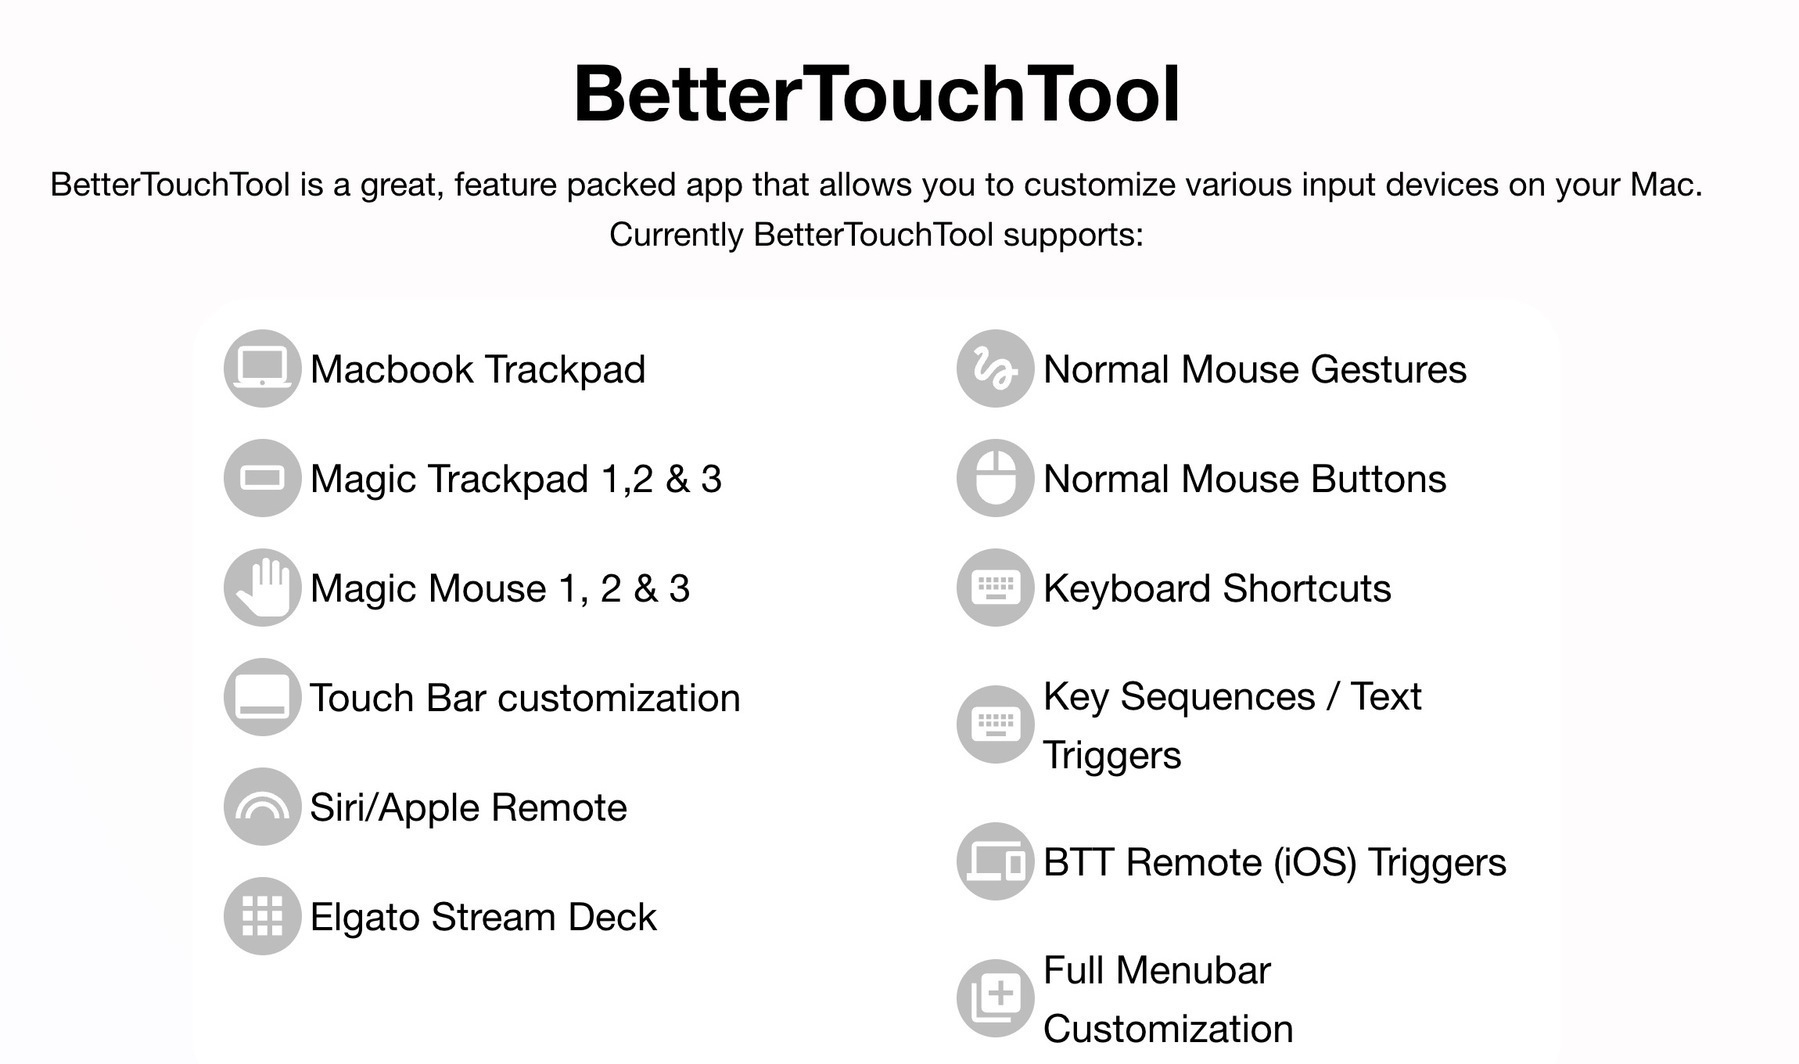 BetterTouchTool
BetterTouchTool is a great, feature packed app that allows you to customize various input devices on your Mac.
Currently BetterTouchTool supports:
Macbook Trackpad
Magic Trackpad 1,2 & 3
Magic Mouse 1, 2 & 3
Touch Bar customization
Siri/Apple Remote
Elgato Stream Deck
Normal Mouse Gestures
Normal Mouse Buttons
Keyboard Shortcuts
Key Sequences / Text
Triggers
BTT Remote (iOS) Triggers
Full Menubar
Customization